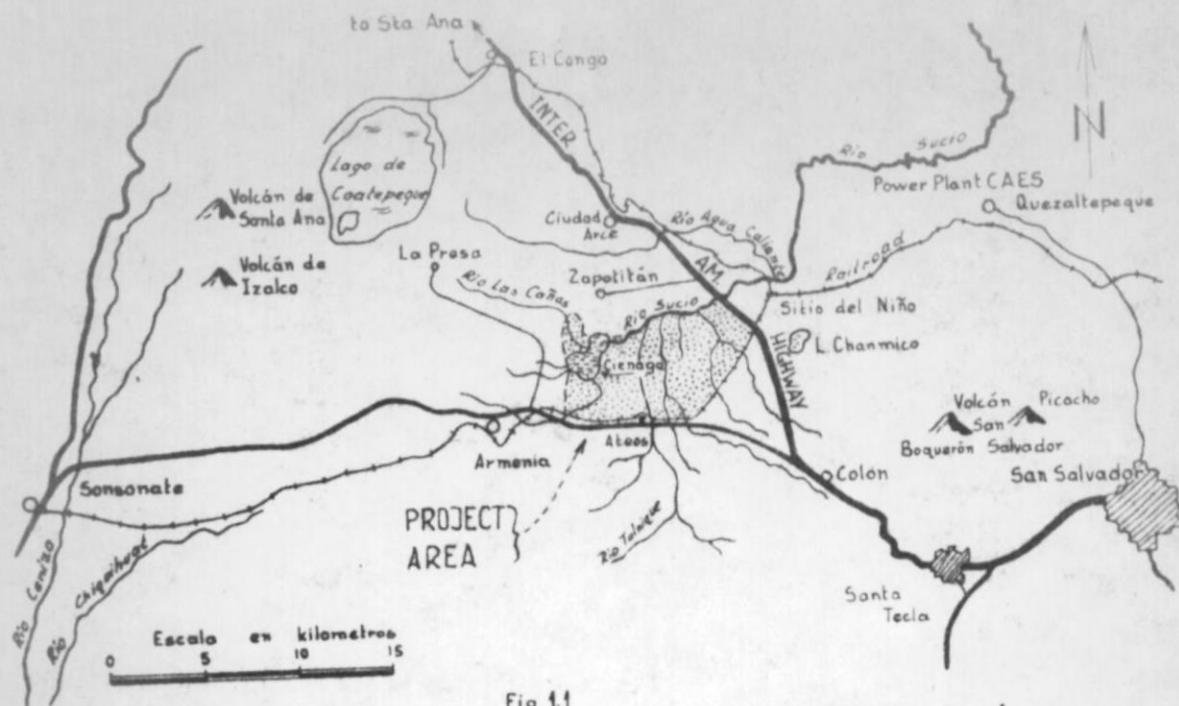 to Sta Ana
El Congo
N
INTER
AM.
HIGHWAY
Lago de
Coatepeque
Río Sucio
Power Plant CAES
Quezaltepeque
Volcán de
Santa Ana
Ciudad
Arce
Río Agua Caliente
Railroad
La Presa
Volcán de
Izalco
Zapotitán
Río Las Cañas
Río Sucio
Sitio del Niño
L. Chanmico
Cienaga
Volcán
San
Salvador
Picacho
Boquerón
Ateos
Armenia
Colón
San Salvador
Sonsonate
PROJECT
AREA
Río Talnique
Río Ceniza
Río Chiquihuat
Santa
Tecla
Escala en kilometros
0 5 10 15
Fig 1.1